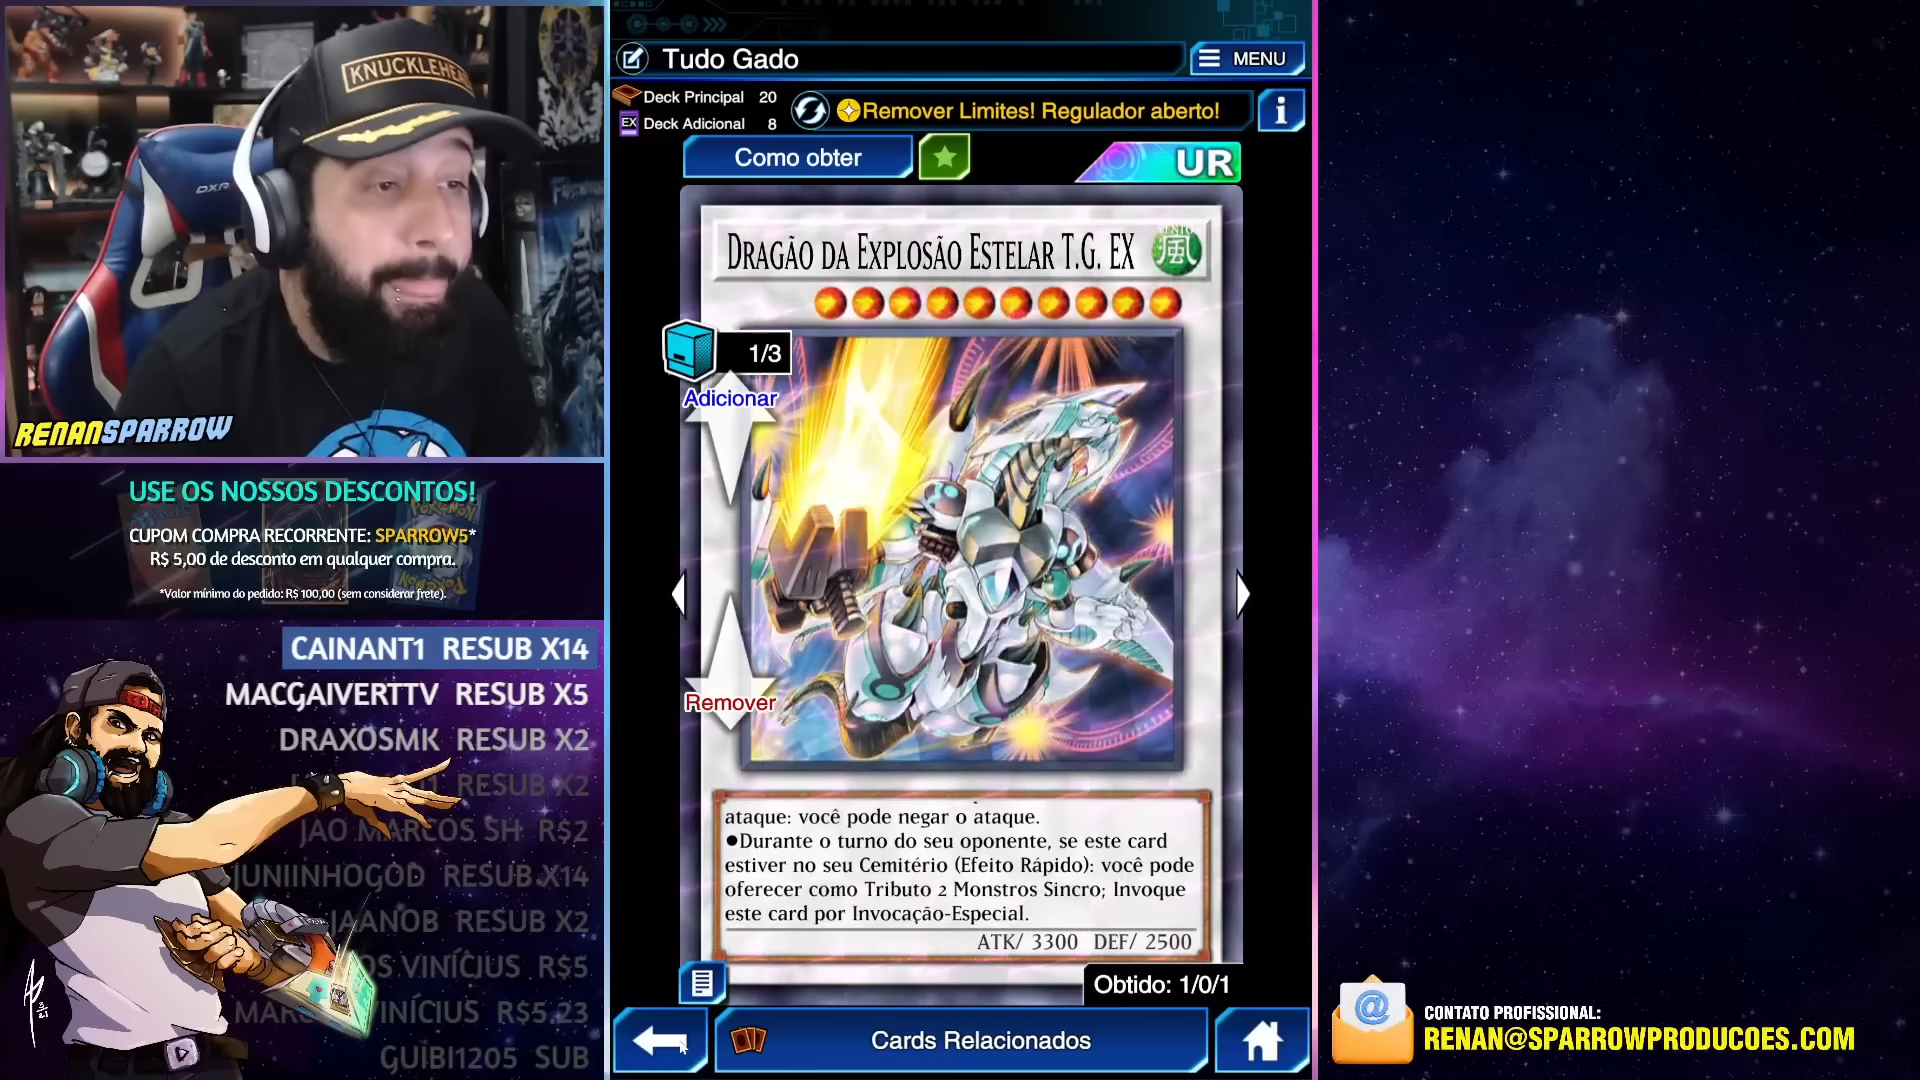 KNUCKLEHEAD
DXR
RENANSPARROW
USE OS NOSSOS DESCONTOS!
CUPOM COMPRA RECORRENTE: SPARROW5*
R$ 5,00 de desconto em qualquer compra.
*Valor mínimo do pedido: R$ 100,00 (sem considerar frete).
CAINANT1 RESUB X14
MACGAIVERTTV RESUB X5
DRAXOSMK RESUB X2
RESUB X2
JAO MARCOS SH R$2
JUNIINHOGOD RESUB X14
RESUB X2
VINÍCIUS R$5
VINÍCIUS R$5.23
GUIBI1205 SUB
Tudo Gado
MENU
Deck Principal 20
EX Deck Adicional 8
Remover Limites! Regulador aberto!
i
Como obter
UR
DRAGÃO DA EXPLOSÃO ESTELAR T.G. EX
VENTO
風
1/3
Adicionar
Remover
ataque: você pode negar o ataque.
●Durante o turno do seu oponente, se este card
estiver no seu Cemitério (Efeito Rápido): você pode
oferecer como Tributo 2 Monstros Sincro; Invoque
este card por Invocação-Especial.
ATK/ 3300 DEF/ 2500
Obtido: 1/0/1
Cards Relacionados
@
CONTATO PROFISSIONAL:
RENAN@SPARROWPRODUCOES.COM